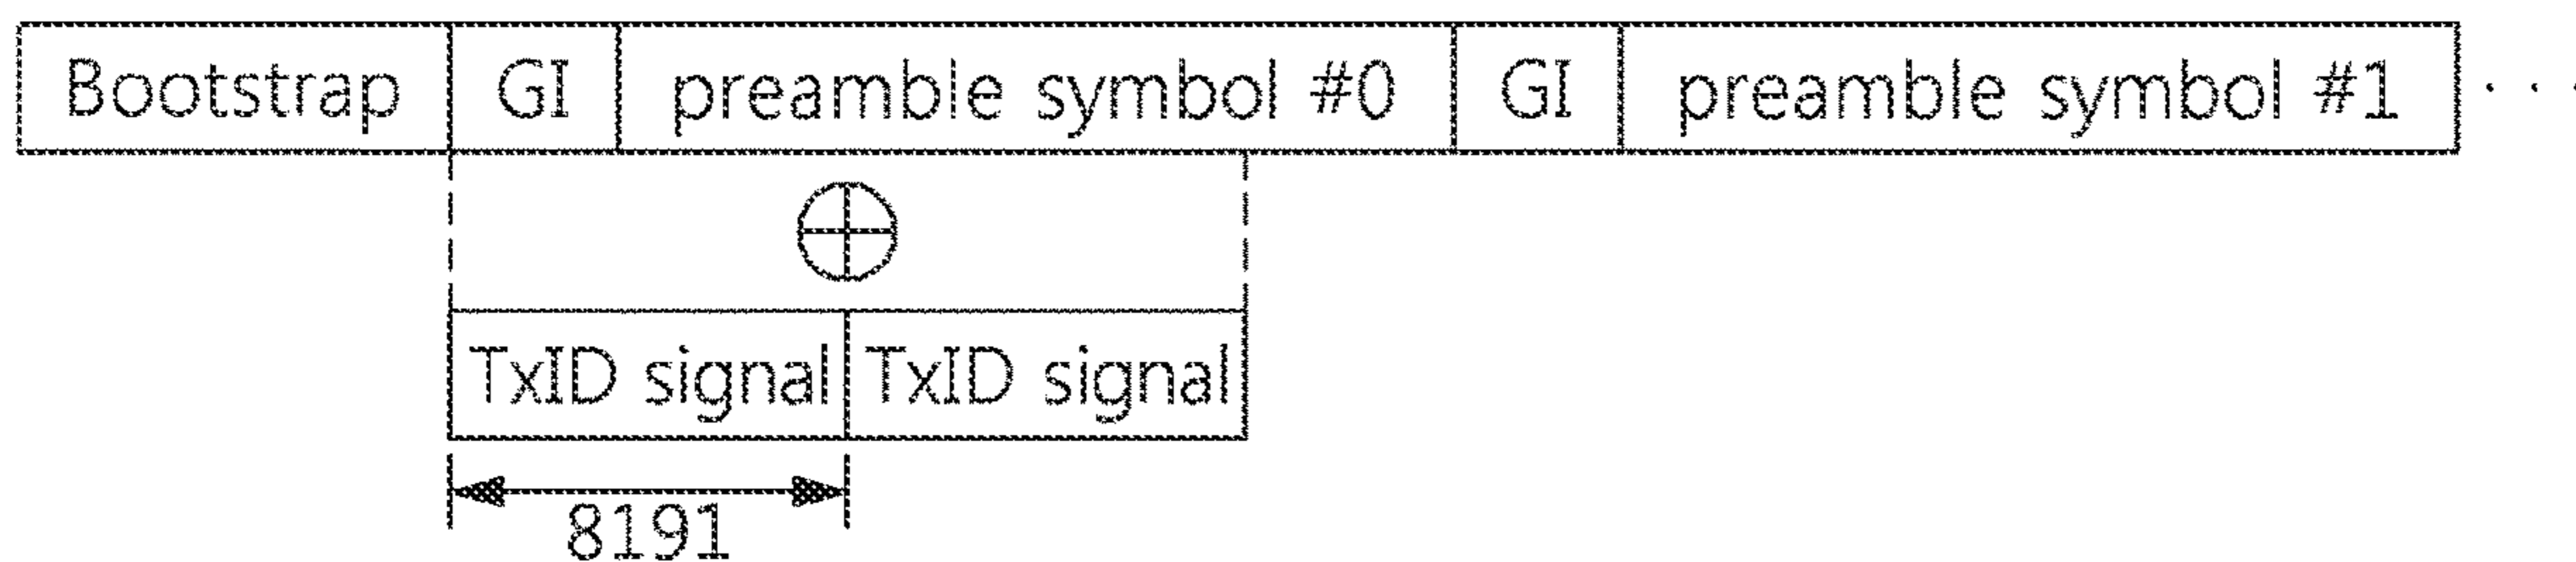 Bootstrap GI preamble symbol #0 GI preamble symbol #1 . . .
TxID signal TxID signal
8191